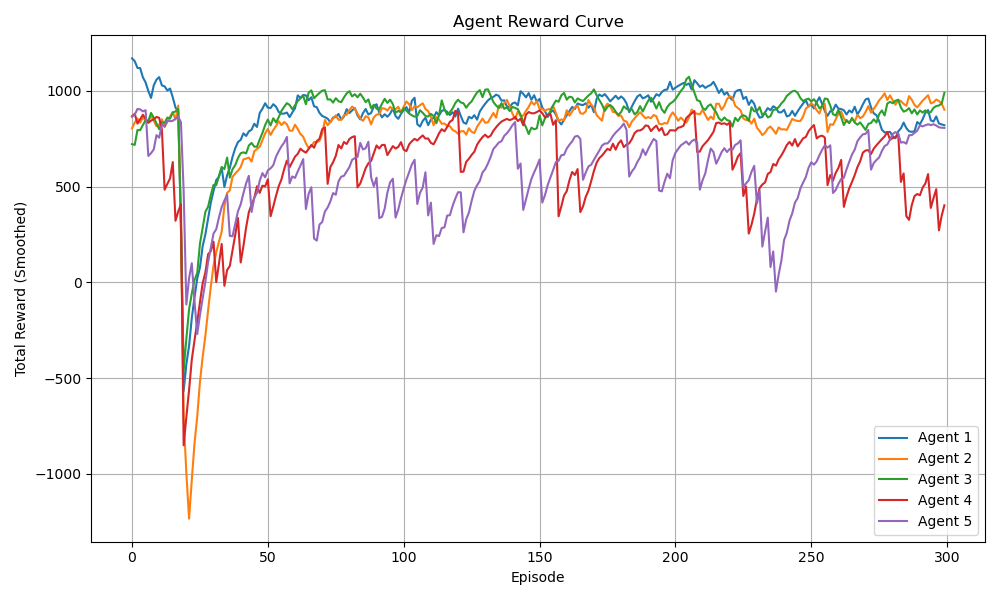 Agent Reward Curve
Total Reward (Smoothed)
1000
500
0
−500
−1000
0 50 100 150 200 250 300
Episode
Agent 1
Agent 2
Agent 3
Agent 4
Agent 5